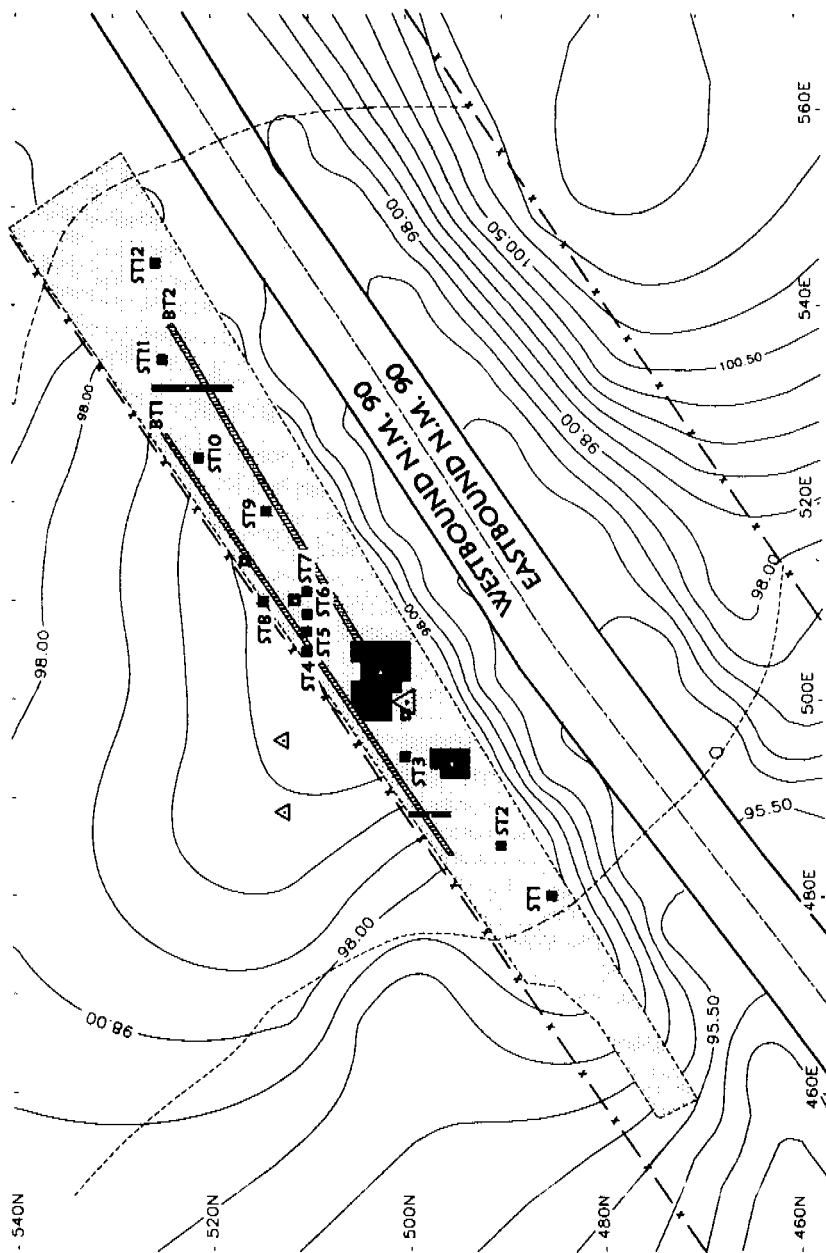 540N
520N
500N
480N
460N
560E
540E
520E
500E
480E
460E
98.00
98.00
98.00
98.00
98.00
98.00
98.00
98.00
100.50
100.50
95.50
95.50
WESTBOUND N.M. 90
EASTBOUND N.M. 90
BT1
BT2
ST1
ST2
ST3
ST4
ST5
ST6
ST7
ST8
ST9
ST10
ST11
ST12